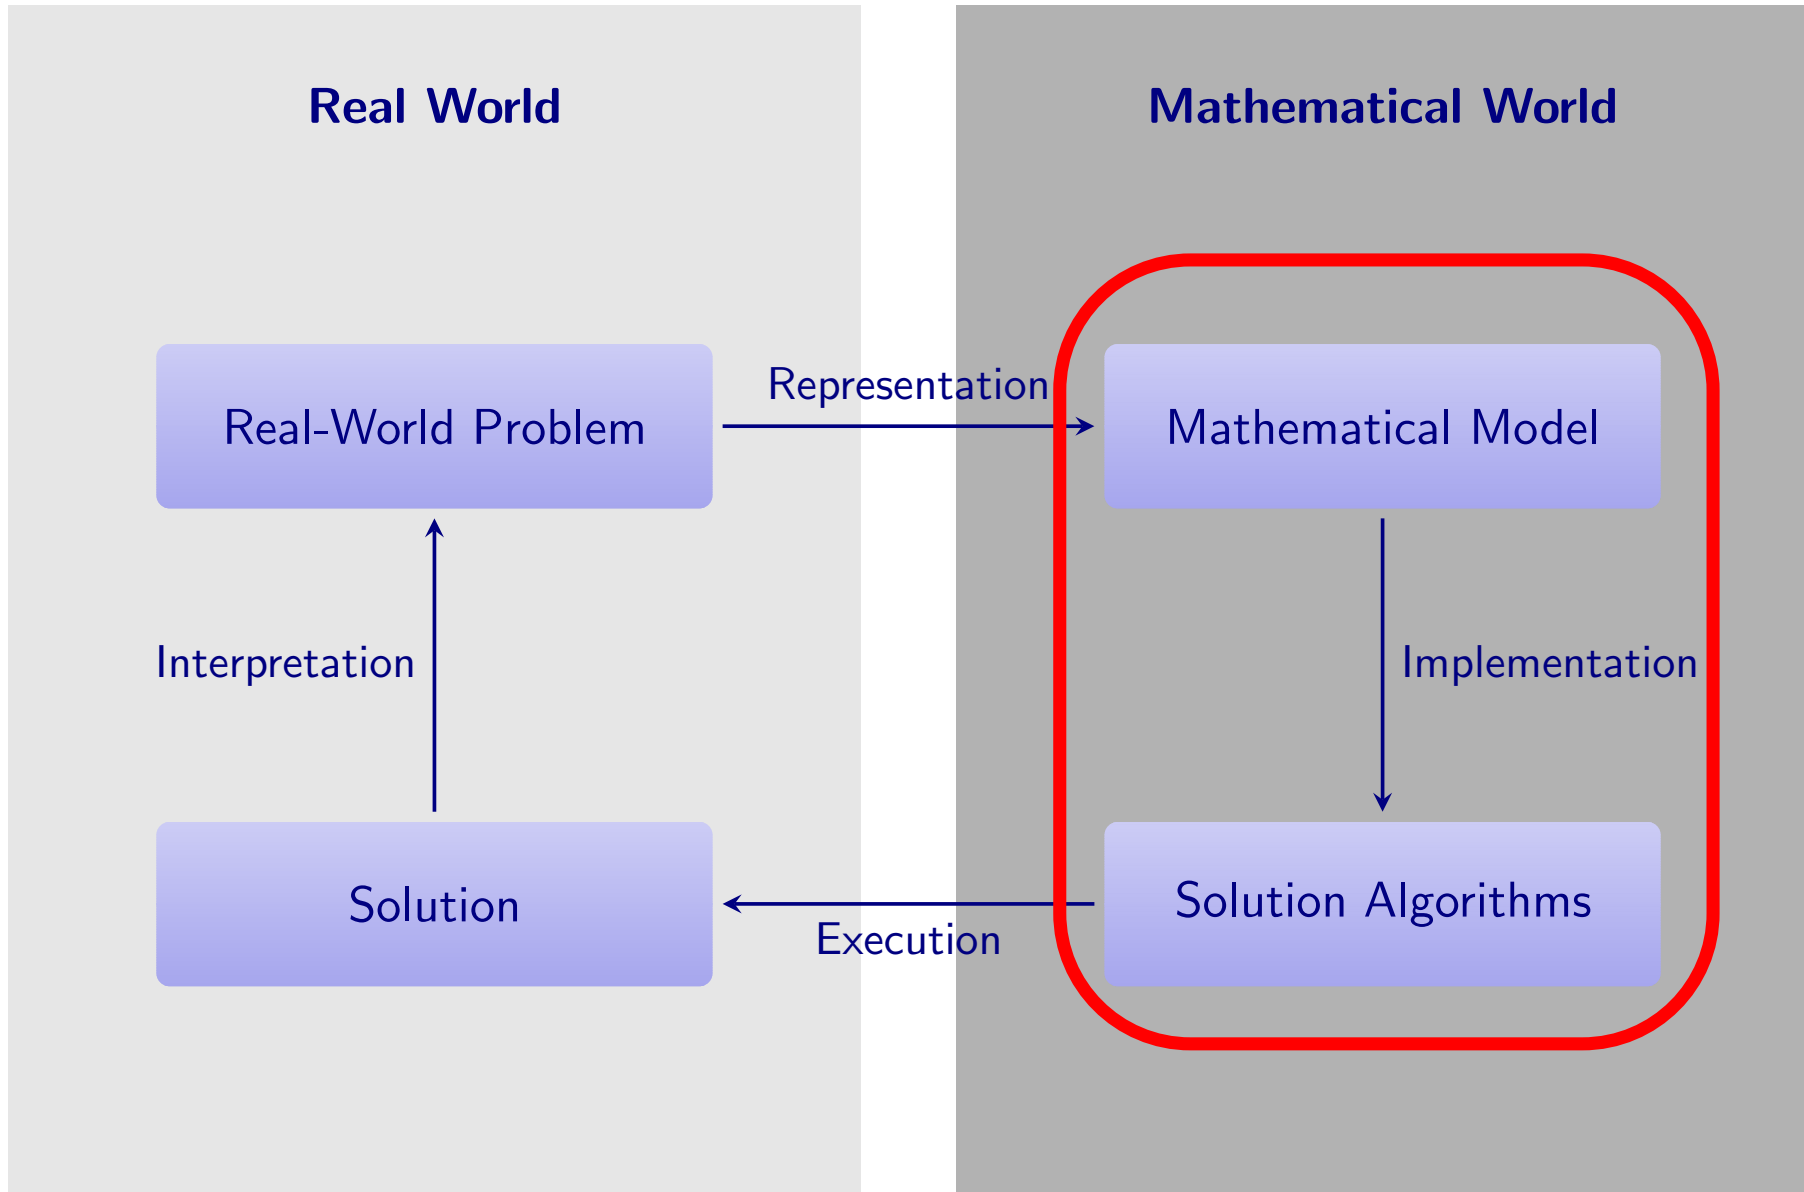 Real World
Mathematical World
Real-World Problem
Representation
Mathematical Model
Interpretation
Implementation
Solution
Execution
Solution Algorithms